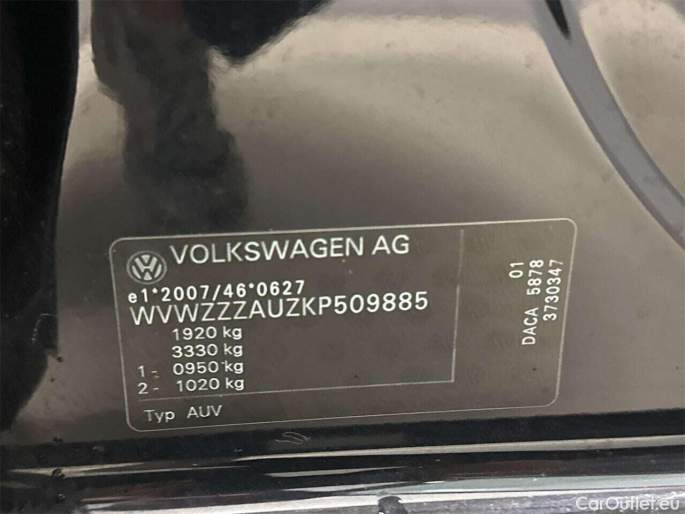 VOLKSWAGEN AG
e1*2007/46*0627
WVWZZZAUZKP509885
1920 kg
3330 kg
1 - 0950 kg
2 - 1020 kg
Typ AUV
01
DACA 5878
3730347
CarOutlet.eu